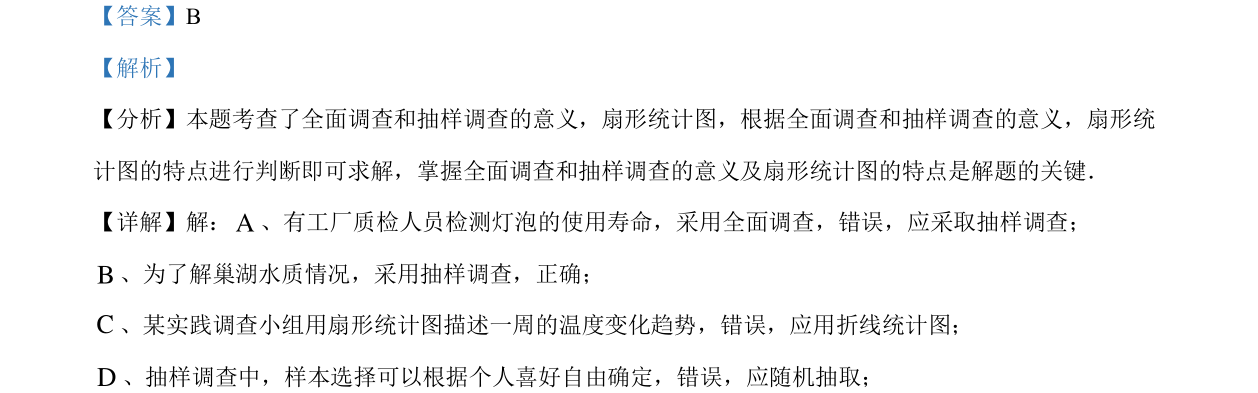 【答案】B
【解析】
【分析】本题考查了全面调查和抽样调查的意义，扇形统计图，根据全面调查和抽样调查的意义，扇形统
计图的特点进行判断即可求解，掌握全面调查和抽样调查的意义及扇形统计图的特点是解题的关键．
【详解】解：A、有工厂质检人员检测灯泡的使用寿命，采用全面调查，错误，应采取抽样调查；
B、为了解巢湖水质情况，采用抽样调查，正确；
C、某实践调查小组用扇形统计图描述一周的温度变化趋势，错误，应用折线统计图；
D、抽样调查中，样本选择可以根据个人喜好自由确定，错误，应随机抽取；